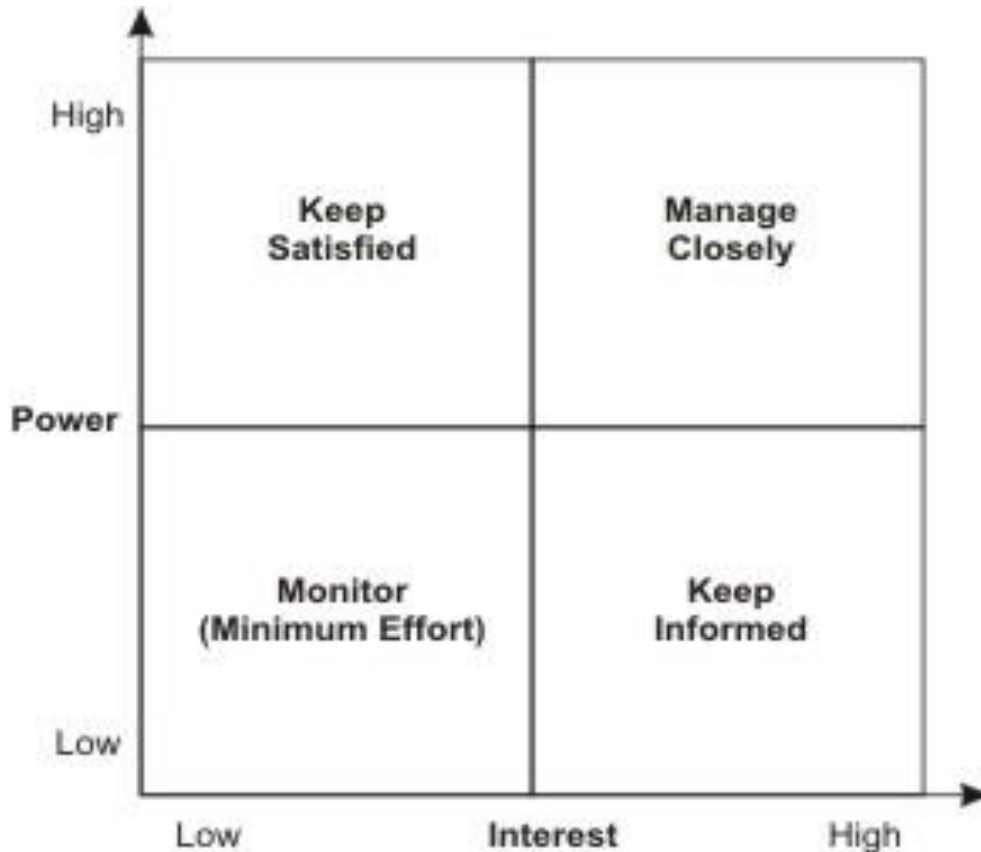 High
Keep
Satisfied
Manage
Closely
Power
Monitor
(Minimum Effort)
Keep
Informed
Low
Low
Interest
High